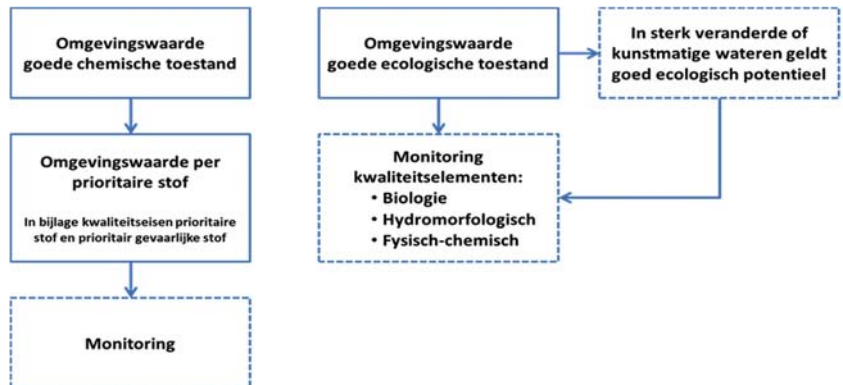 Omgevingswaarde
goede chemische toestand
Omgevingswaarde per
prioritaire stof
In bijlage kwaliteitseisen prioritaire
stof en prioritair gevaarlijke stof
Monitoring
Omgevingswaarde
goede ecologische toestand
In sterk veranderde of
kunstmatige wateren geldt
goed ecologisch potentieel
Monitoring
kwaliteitselementen:
• Biologie
• Hydromorfologisch
• Fysisch-chemisch